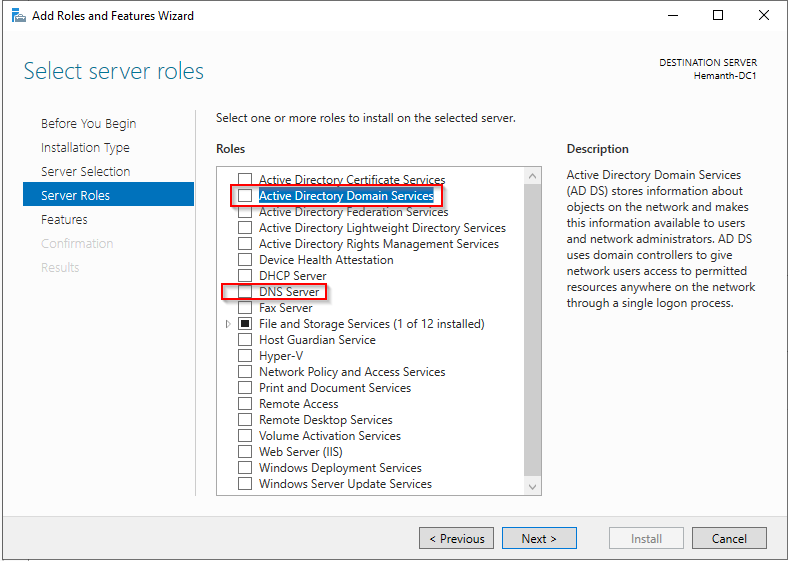 Add Roles and Features Wizard
Select server roles
DESTINATION SERVER
Hemanth-DC1
Before You Begin
Installation Type
Server Selection
Server Roles
Features
Confirmation
Results
Select one or more roles to install on the selected server.
Roles
Active Directory Certificate Services
Active Directory Domain Services
Active Directory Federation Services
Active Directory Lightweight Directory Services
Active Directory Rights Management Services
Device Health Attestation
DHCP Server
DNS Server
Fax Server
File and Storage Services (1 of 12 installed)
Host Guardian Service
Hyper-V
Network Policy and Access Services
Print and Document Services
Remote Access
Remote Desktop Services
Volume Activation Services
Web Server (IIS)
Windows Deployment Services
Windows Server Update Services
Description
Active Directory Domain Services
(AD DS) stores information about
objects on the network and makes
this information available to users
and network administrators. AD DS
uses domain controllers to give
network users access to permitted
resources anywhere on the network
through a single logon process.
< Previous
Next >
Install
Cancel